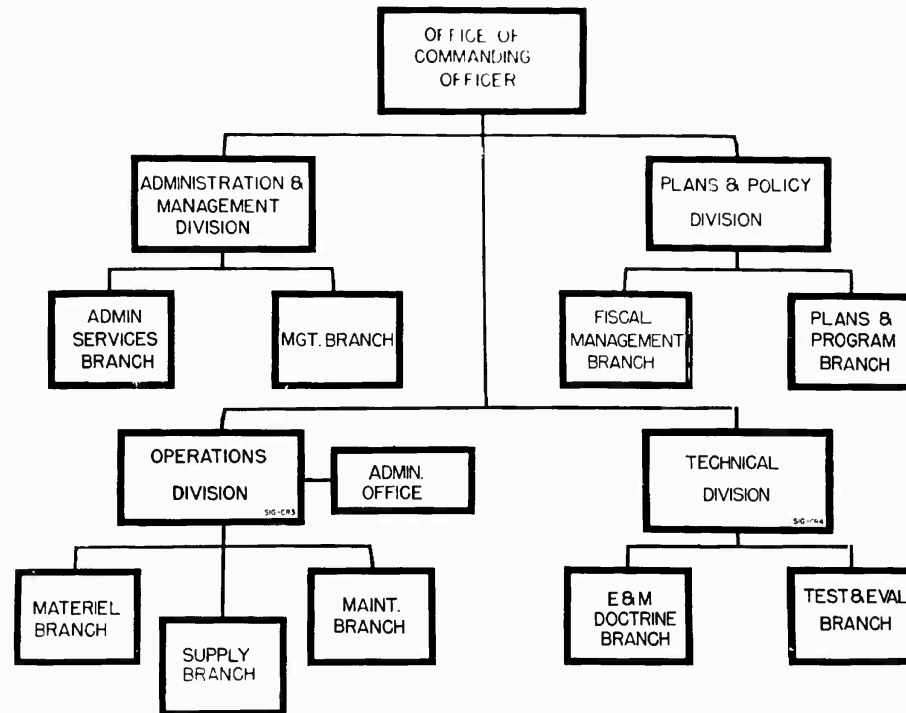 OFFICE OF
COMMANDING
OFFICER
ADMINISTRATION &
MANAGEMENT
DIVISION
PLANS & POLICY
DIVISION
ADMIN
SERVICES
BRANCH
MGT. BRANCH
FISCAL
MANAGEMENT
BRANCH
PLANS &
PROGRAM
BRANCH
OPERATIONS
DIVISION
SIG-CR3
ADMIN.
OFFICE
TECHNICAL
DIVISION
MATERIEL
BRANCH
SUPPLY
BRANCH
MAINT.
BRANCH
E&M
DOCTRINE
BRANCH
TEST&EVAL
BRANCH